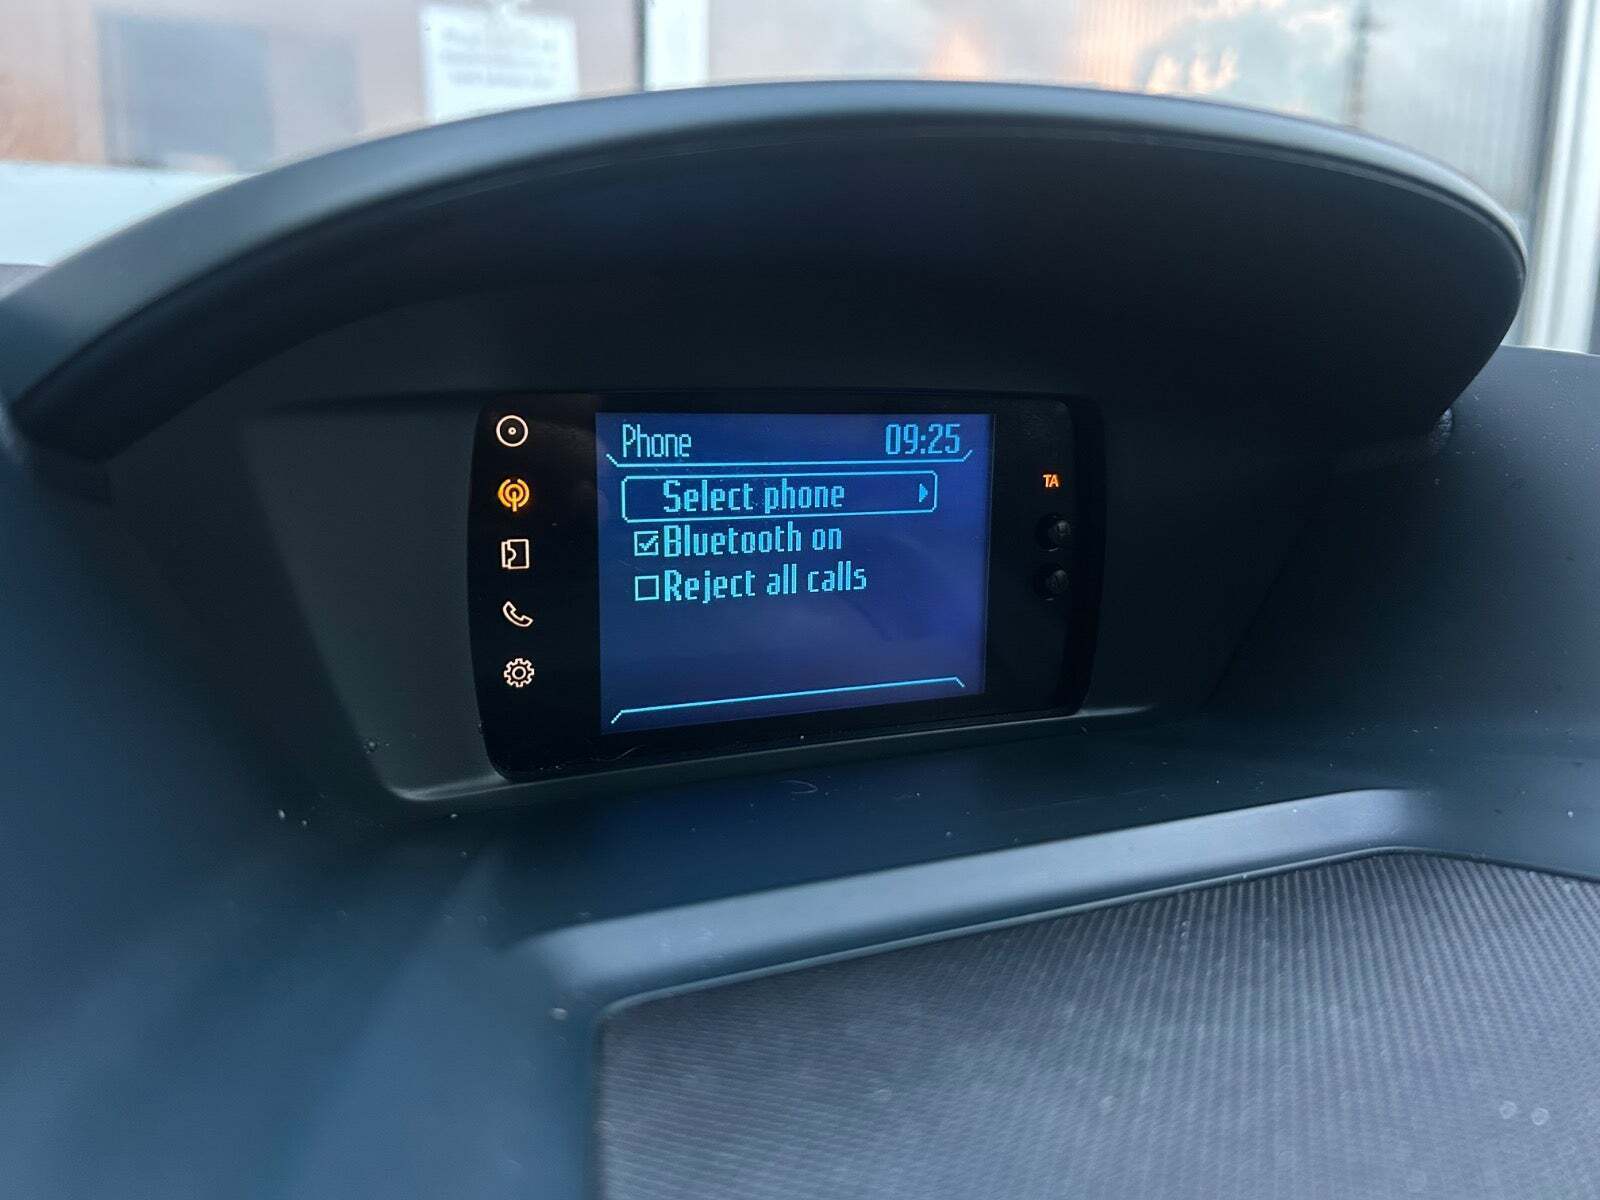 Phone 09:25
Select phone
Bluetooth on
Reject all calls
TA